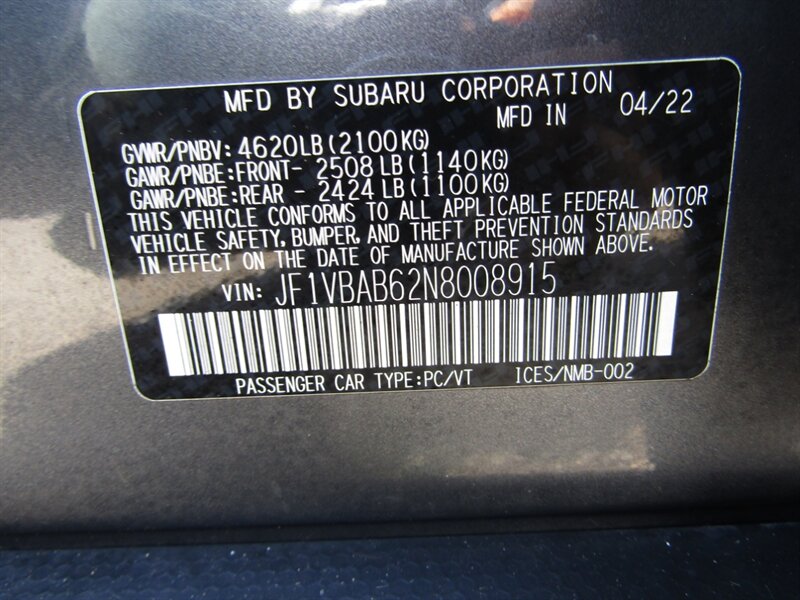 MFD BY SUBARU CORPORATION
MFD IN 04/22
GVWR/PNBV: 4620LB(2100KG)
GAWR/PNBE:FRONT- 2508LB(1140KG)
GAWR/PNBE:REAR - 2424LB(1100KG)
THIS VEHICLE CONFORMS TO ALL APPLICABLE FEDERAL MOTOR
VEHICLE SAFETY, BUMPER, AND THEFT PREVENTION STANDARDS
IN EFFECT ON THE DATE OF MANUFACTURE SHOWN ABOVE.
VIN: JF1VBAB62N8008915
PASSENGER CAR TYPE:PC/VT ICES/NMB-002